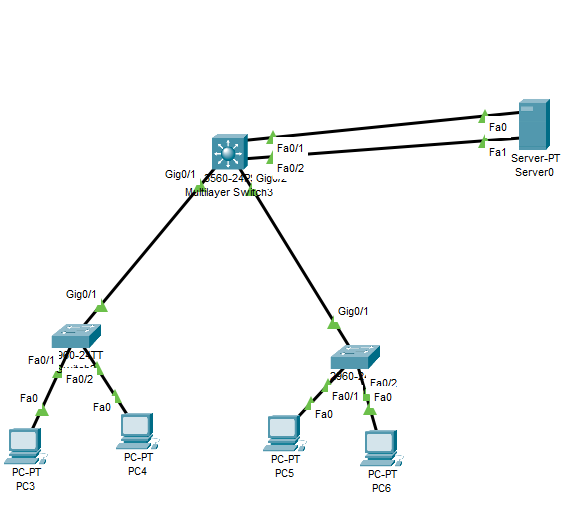 Fa0
Fa0/1
Fa1
Fa0/2
Server-PT
Server0
Gig0/1
Multilayer Switch3
Gig0/1
Gig0/1
Fa0/1
Fa0/2
Fa0
Fa0
Fa0/2
Fa0/1
Fa0
Fa0
PC-PT
PC3
PC-PT
PC4
PC-PT
PC5
PC-PT
PC6